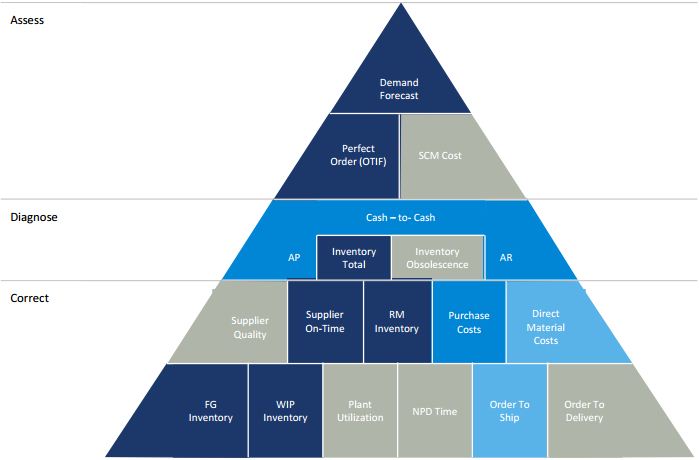 Assess
Demand
Forecast
Perfect
Order (OTIF)
SCM Cost
Diagnose
Cash – to- Cash
AP
Inventory
Total
Inventory
Obsolescence
AR
Correct
Supplier
Quality
Supplier
On-Time
RM
Inventory
Purchase
Costs
Direct
Material
Costs
FG
Inventory
WIP
Inventory
Plant
Utilization
NPD Time
Order To
Ship
Order To
Delivery